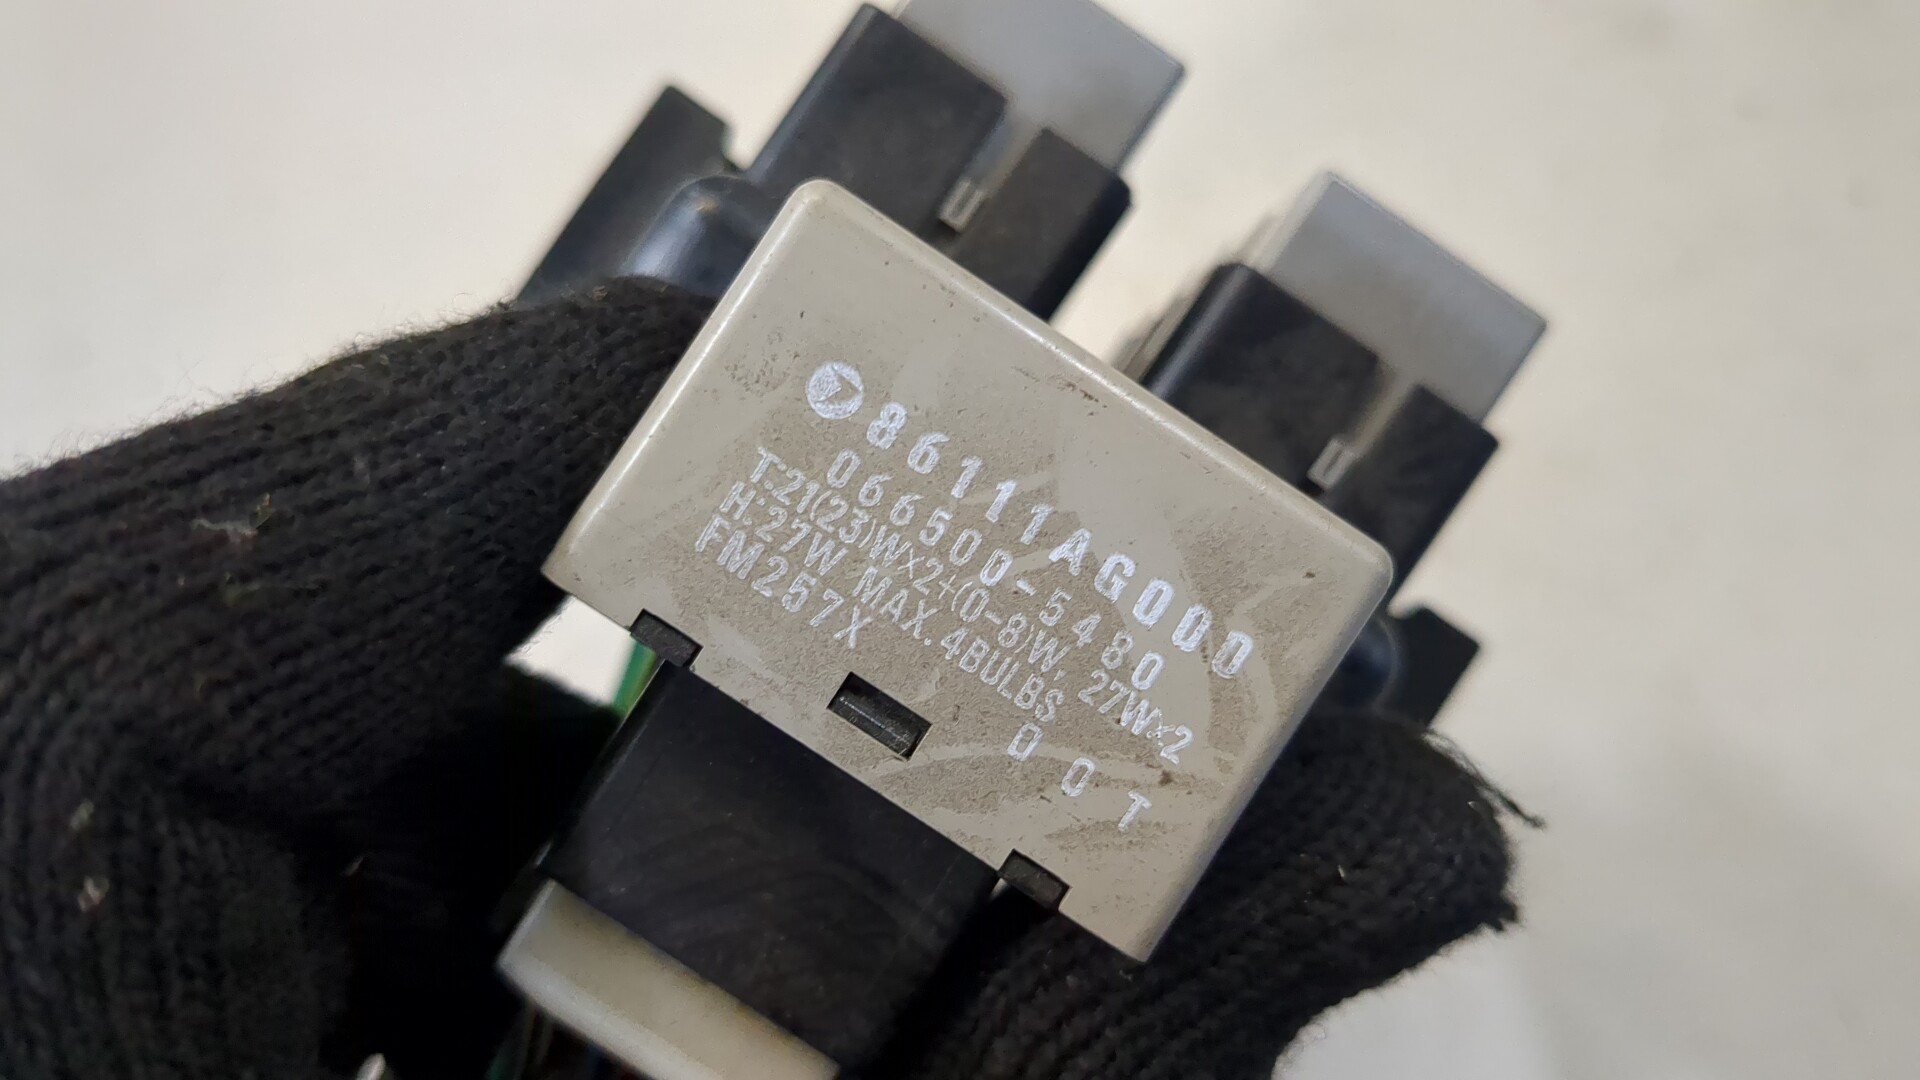 86111AG000
066500-5480
T:21(23)W×2+(0-8)W, 27W×2
H:27W MAX.4BULBS
FM257X
0 0 T